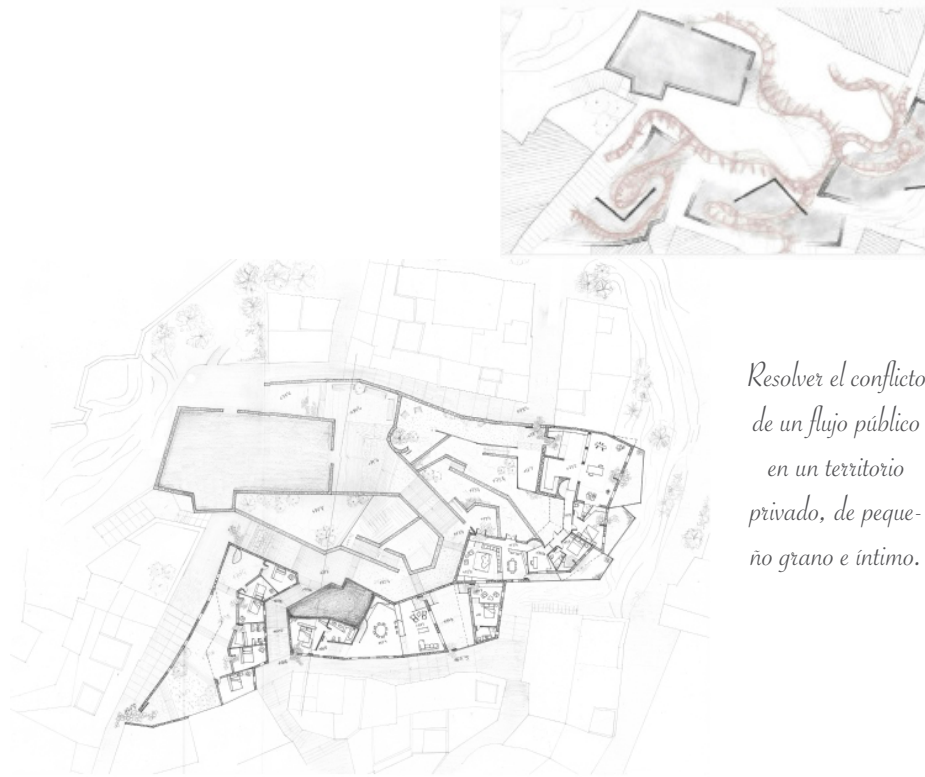 Resolver el conflicto
de un flujo público
en un territorio
privado, de peque-
ño grano e íntimo.